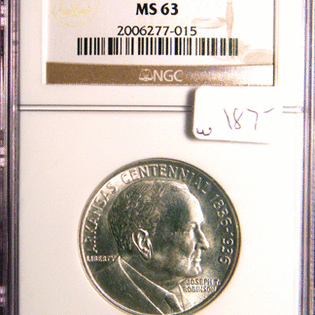 MS 63
2006277-015
NGC
187-
w
ARKANSAS CENTENNIAL 1836-1936
LIBERTY
JOSEPH T.
ROBINSON